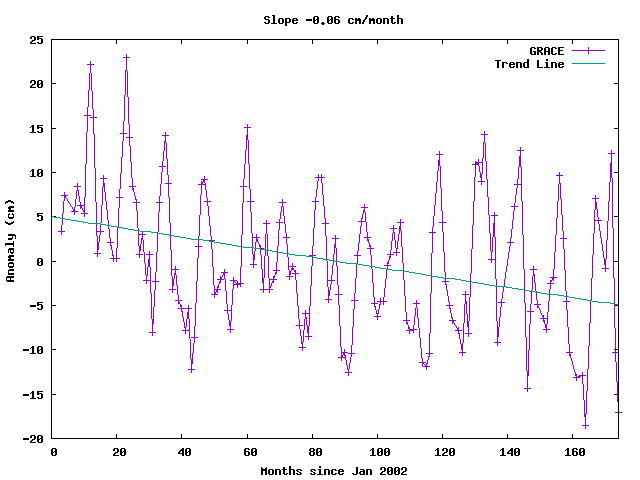 Slope -0.06 cm/month
GRACE
Trend Line
25
20
15
10
5
0
-5
-10
-15
-20
Anomaly (cm)
0 20 40 60 80 100 120 140 160
Months since Jan 2002